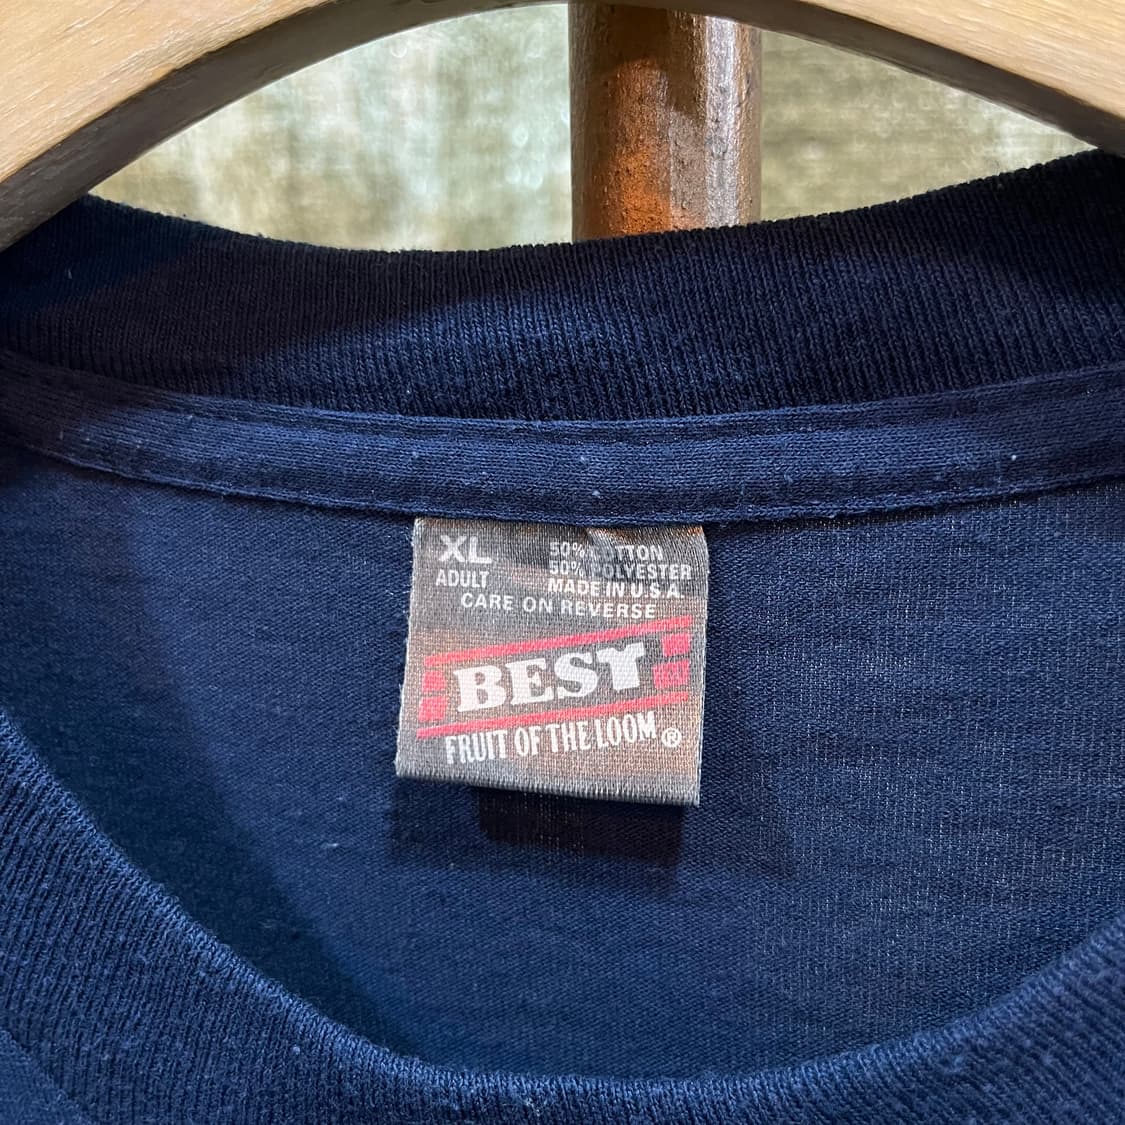 XL
ADULT
50% COTTON
50% POLYESTER
MADE IN U.S.A.
CARE ON REVERSE
BEST
FRUIT OF THE LOOM®